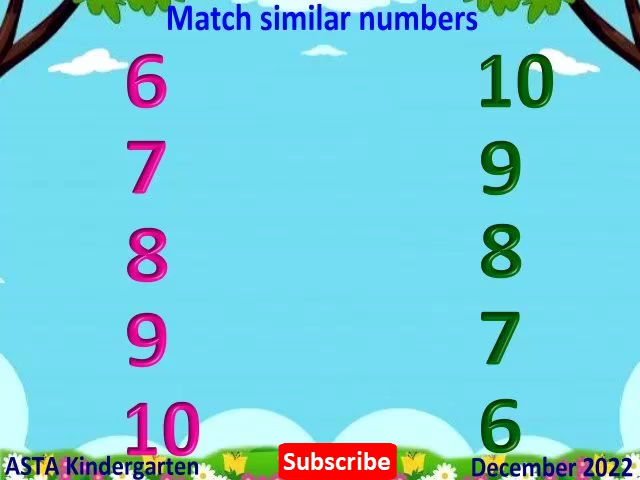 Match similar numbers
6 10
7 9
8 8
9 7
10 6
ASTA Kindergarten Subscribe December 2022